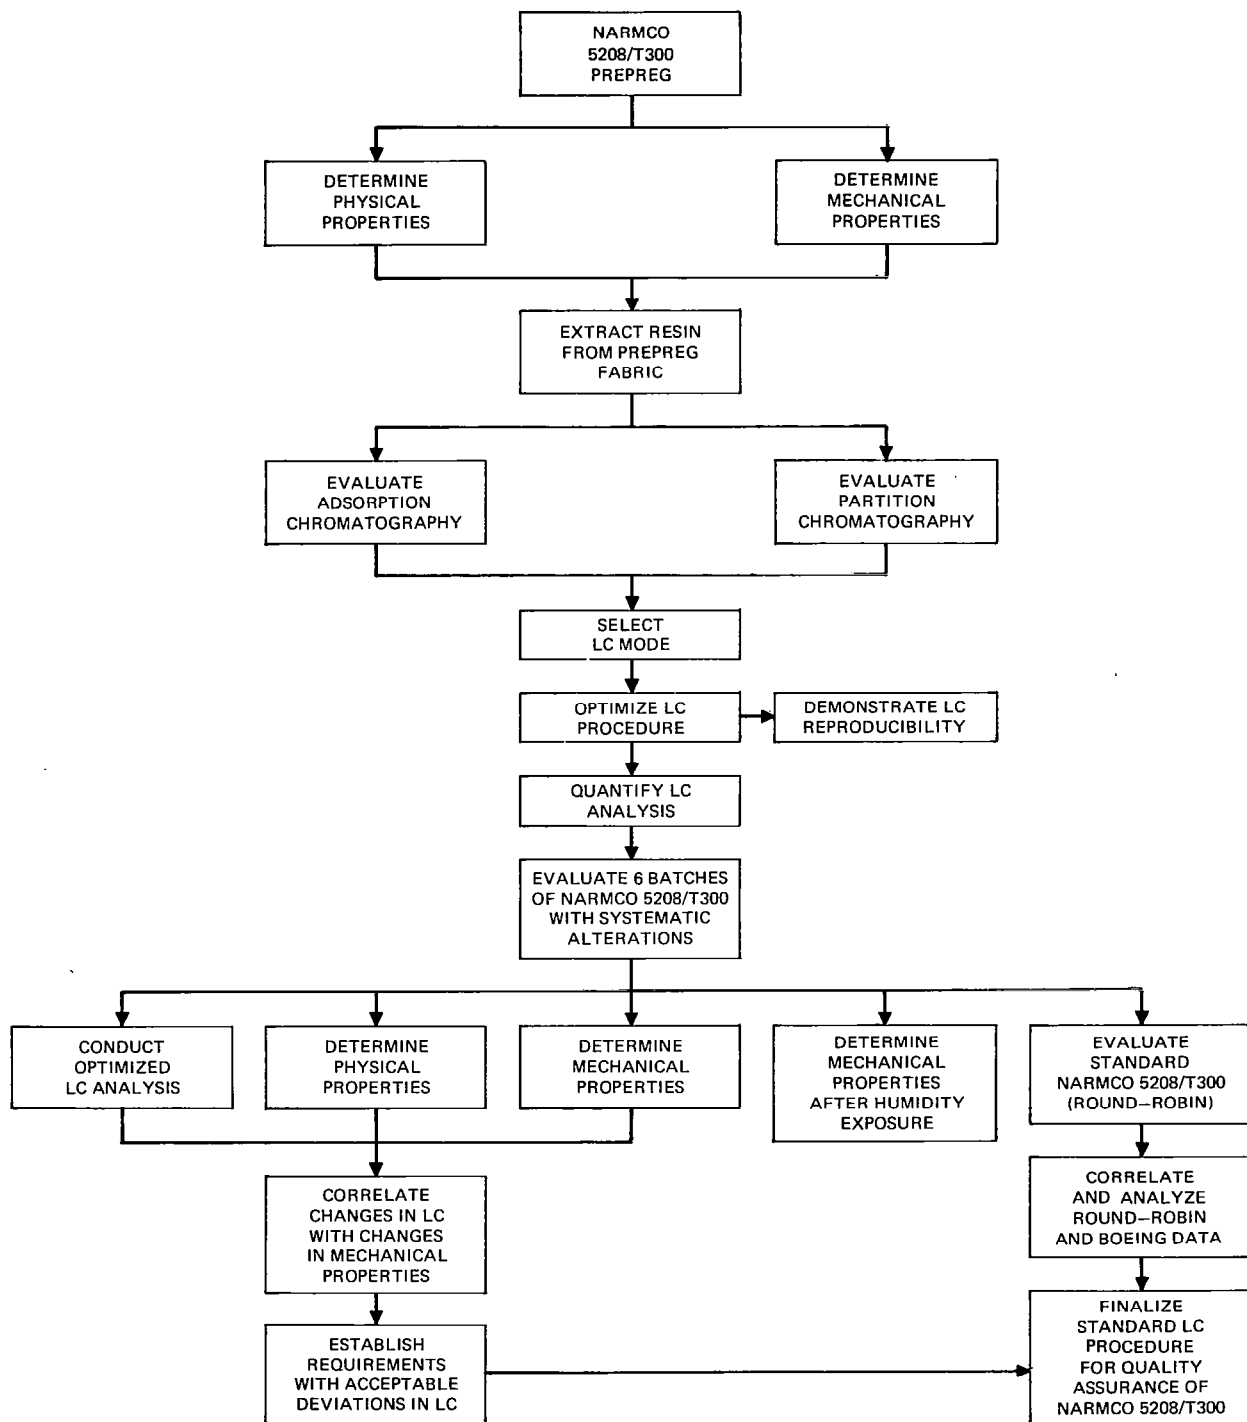 NARMCO
5208/T300
PREPREG
DETERMINE
PHYSICAL
PROPERTIES
DETERMINE
MECHANICAL
PROPERTIES
EXTRACT RESIN
FROM PREPREG
FABRIC
EVALUATE
ADSORPTION
CHROMATOGRAPHY
EVALUATE
PARTITION
CHROMATOGRAPHY
SELECT
LC MODE
OPTIMIZE LC
PROCEDURE
DEMONSTRATE LC
REPRODUCIBILITY
QUANTIFY LC
ANALYSIS
EVALUATE 6 BATCHES
OF NARMCO 5208/T300
WITH SYSTEMATIC
ALTERATIONS
CONDUCT
OPTIMIZED
LC ANALYSIS
DETERMINE
PHYSICAL
PROPERTIES
DETERMINE
MECHANICAL
PROPERTIES
DETERMINE
MECHANICAL
PROPERTIES
AFTER HUMIDITY
EXPOSURE
EVALUATE
STANDARD
NARMCO 5208/T300
(ROUND–ROBIN)
CORRELATE
CHANGES IN LC
WITH CHANGES
IN MECHANICAL
PROPERTIES
CORRELATE
AND ANALYZE
ROUND–ROBIN
AND BOEING DATA
ESTABLISH
REQUIREMENTS
WITH ACCEPTABLE
DEVIATIONS IN LC
FINALIZE
STANDARD LC
PROCEDURE
FOR QUALITY
ASSURANCE OF
NARMCO 5208/T300